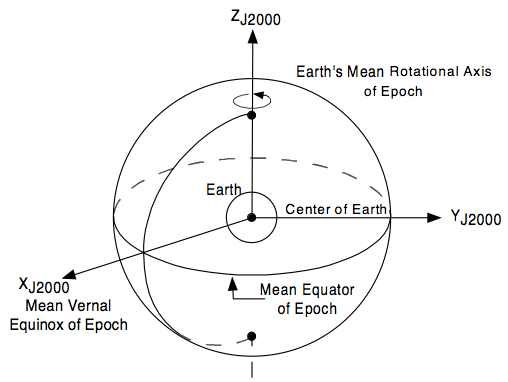 ZJ2000
Earth's Mean Rotational Axis
of Epoch
Earth
Center of Earth
YJ2000
XJ2000
Mean Vernal
Equinox of Epoch
Mean Equator
of Epoch